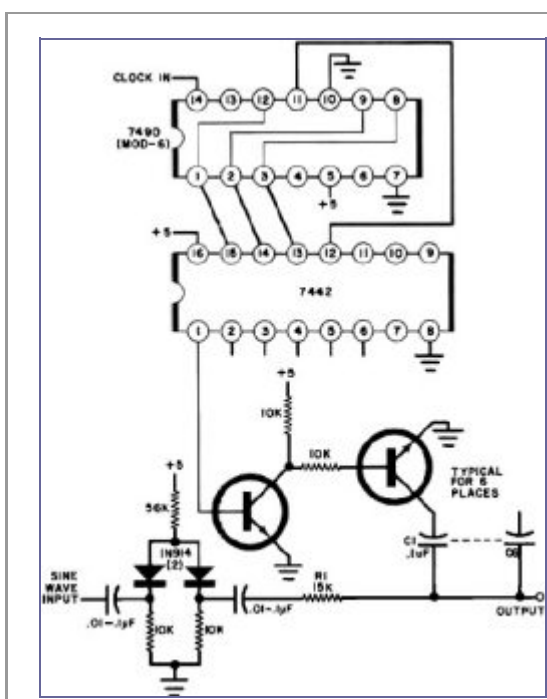 CLOCK IN
14 13 12 11 10 9 8
7490
(MOD-6)
1 2 3 4 5 6 7
+5
+5
16 15 14 13 12 11 10 9
7442
1 2 3 4 5 6 7 8
+5
10K
10K
TYPICAL
FOR 6
PLACES
+5
56K
1N914
(2)
C1
.1µF
C6
SINE
WAVE
INPUT
.01-.1µF
10K
10K
.01-.1µF
R1
15K
OUTPUT